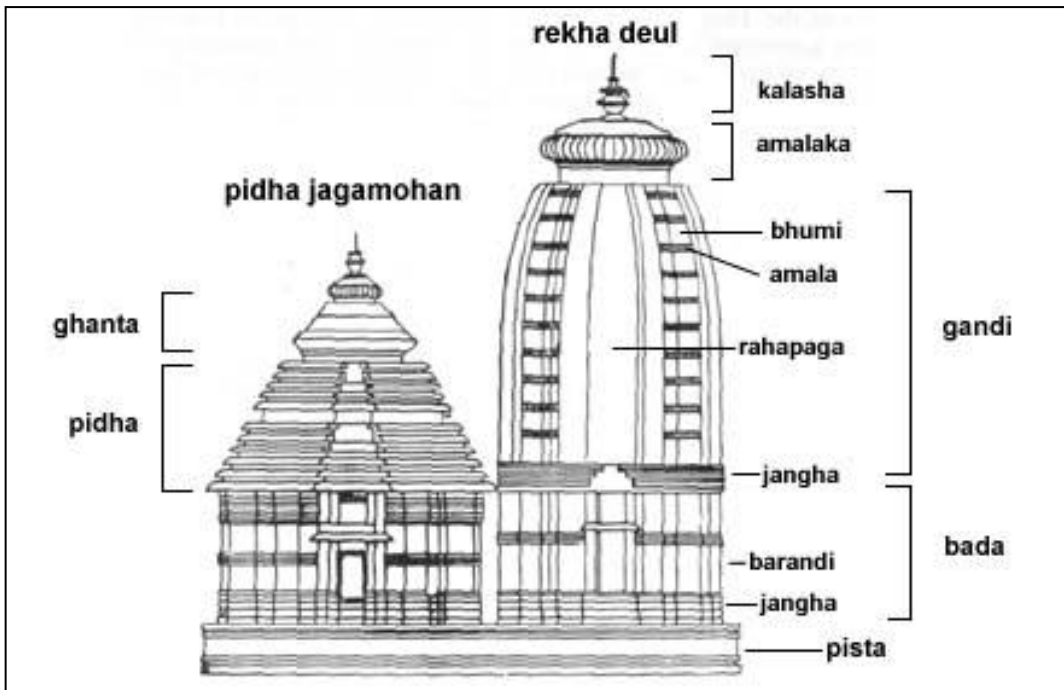 rekha deul
kalasha
amalaka
pidha jagamohan
bhumi
amala
ghanta
gandi
rahapaga
pidha
jangha
bada
barandi
jangha
pista